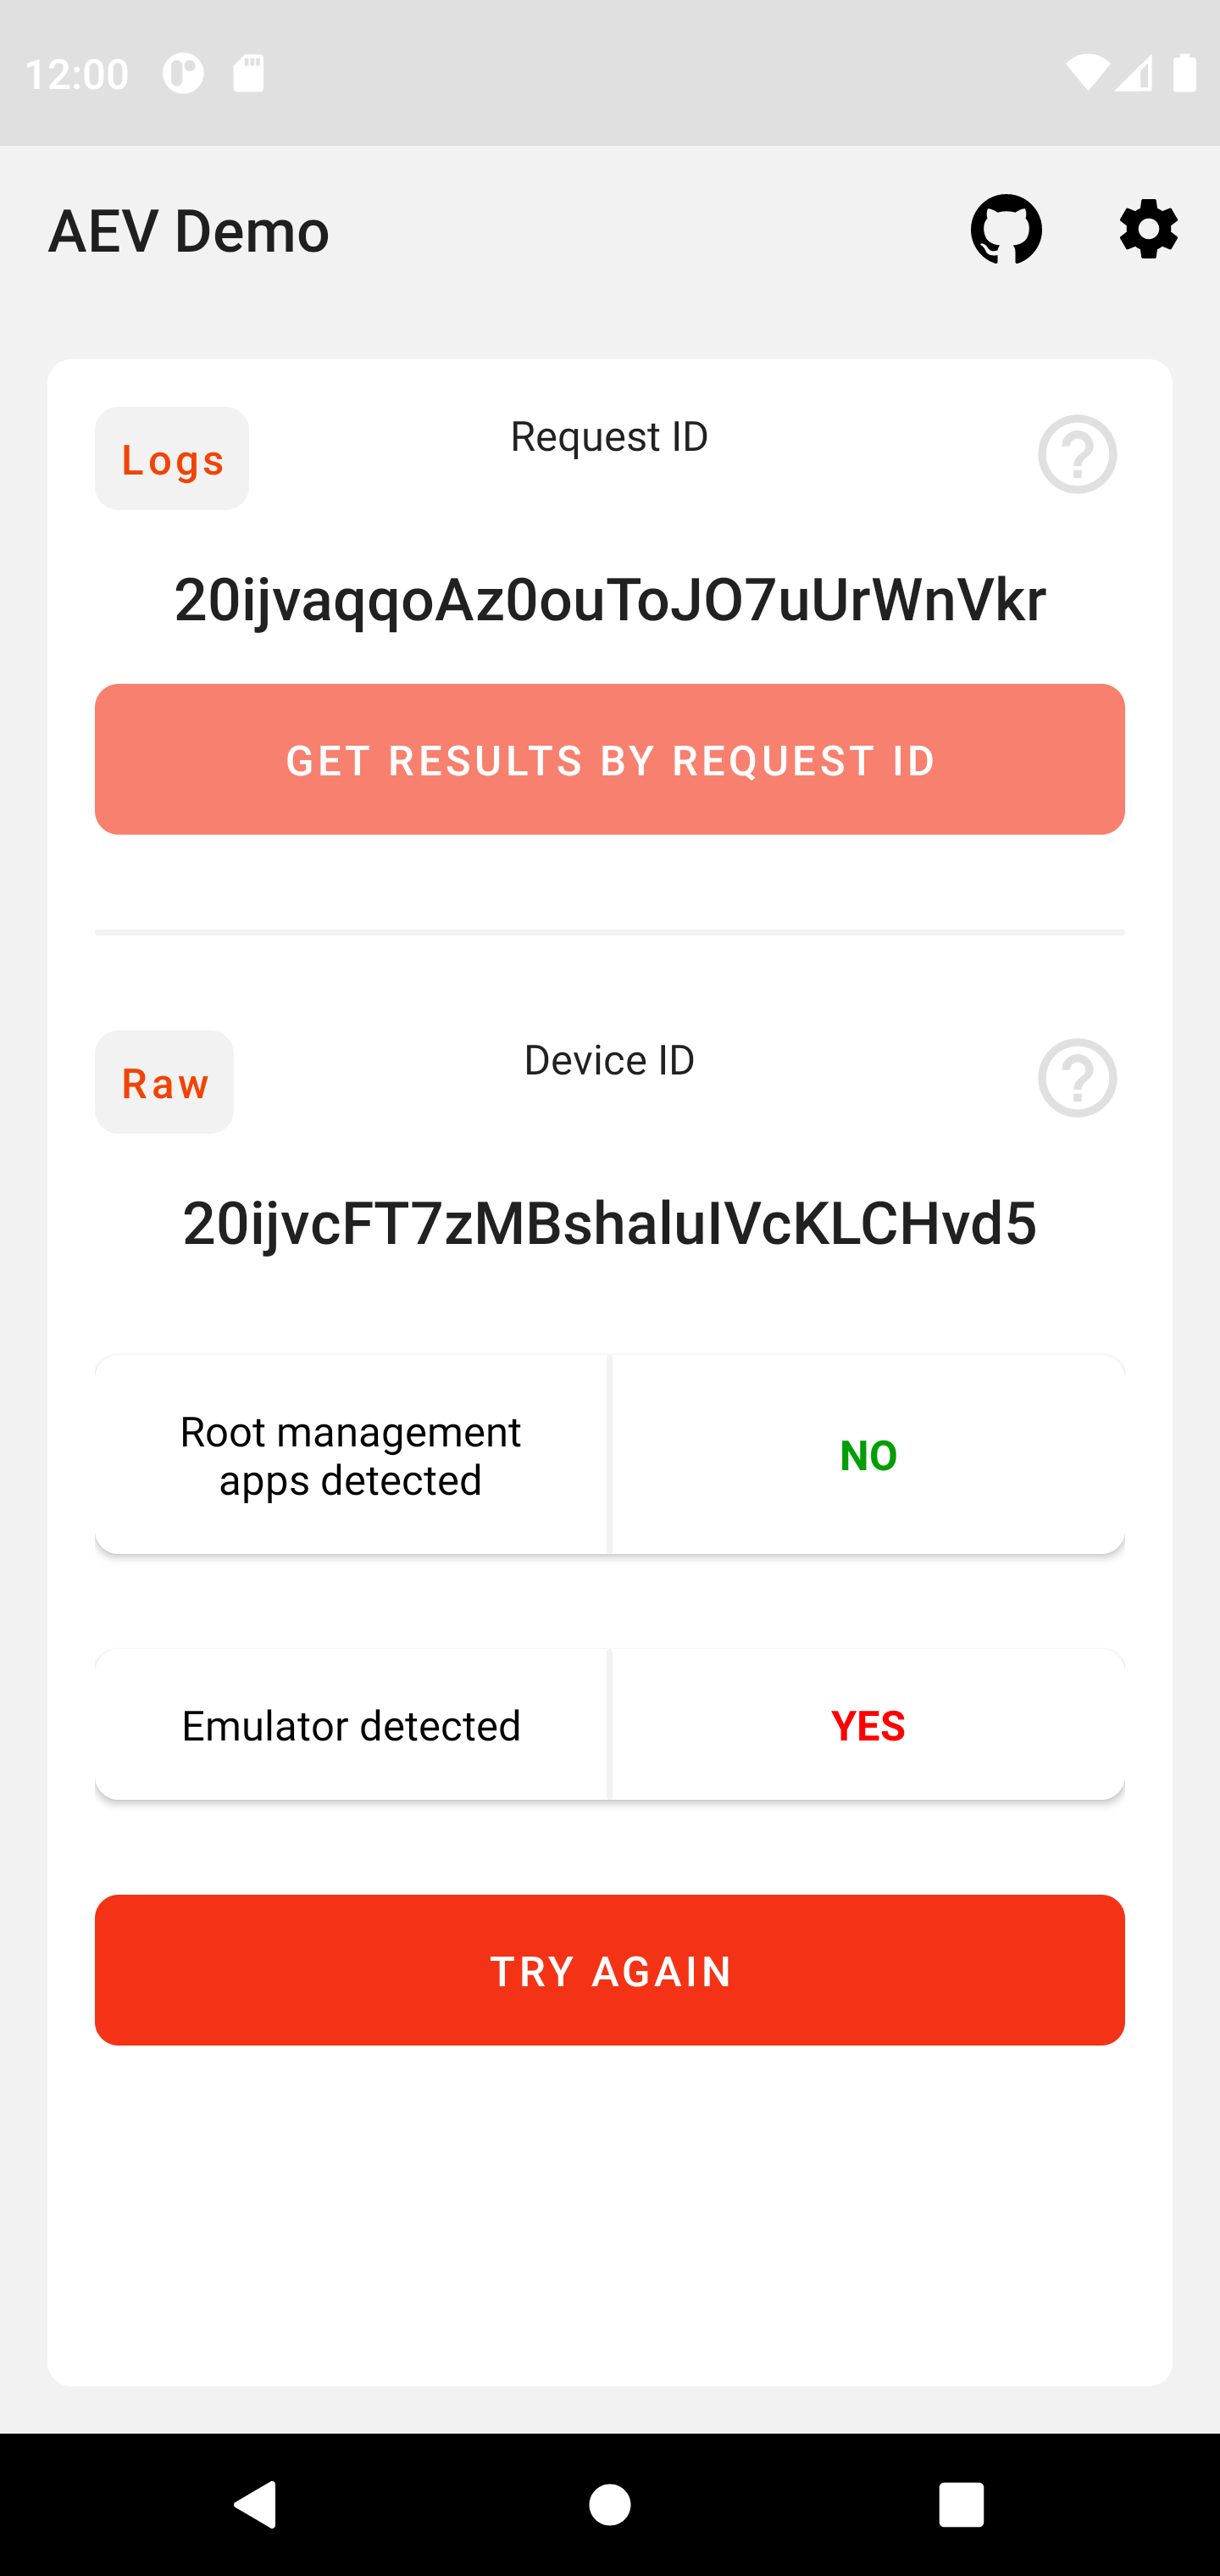 12:00
AEV Demo
Logs
Request ID
20ijvaqqoAz0ouToJO7uUrWnVkr
GET RESULTS BY REQUEST ID
Raw
Device ID
20ijvcFT7zMBshaluIVcKLCHvd5
Root management
apps detected
NO
Emulator detected
YES
TRY AGAIN